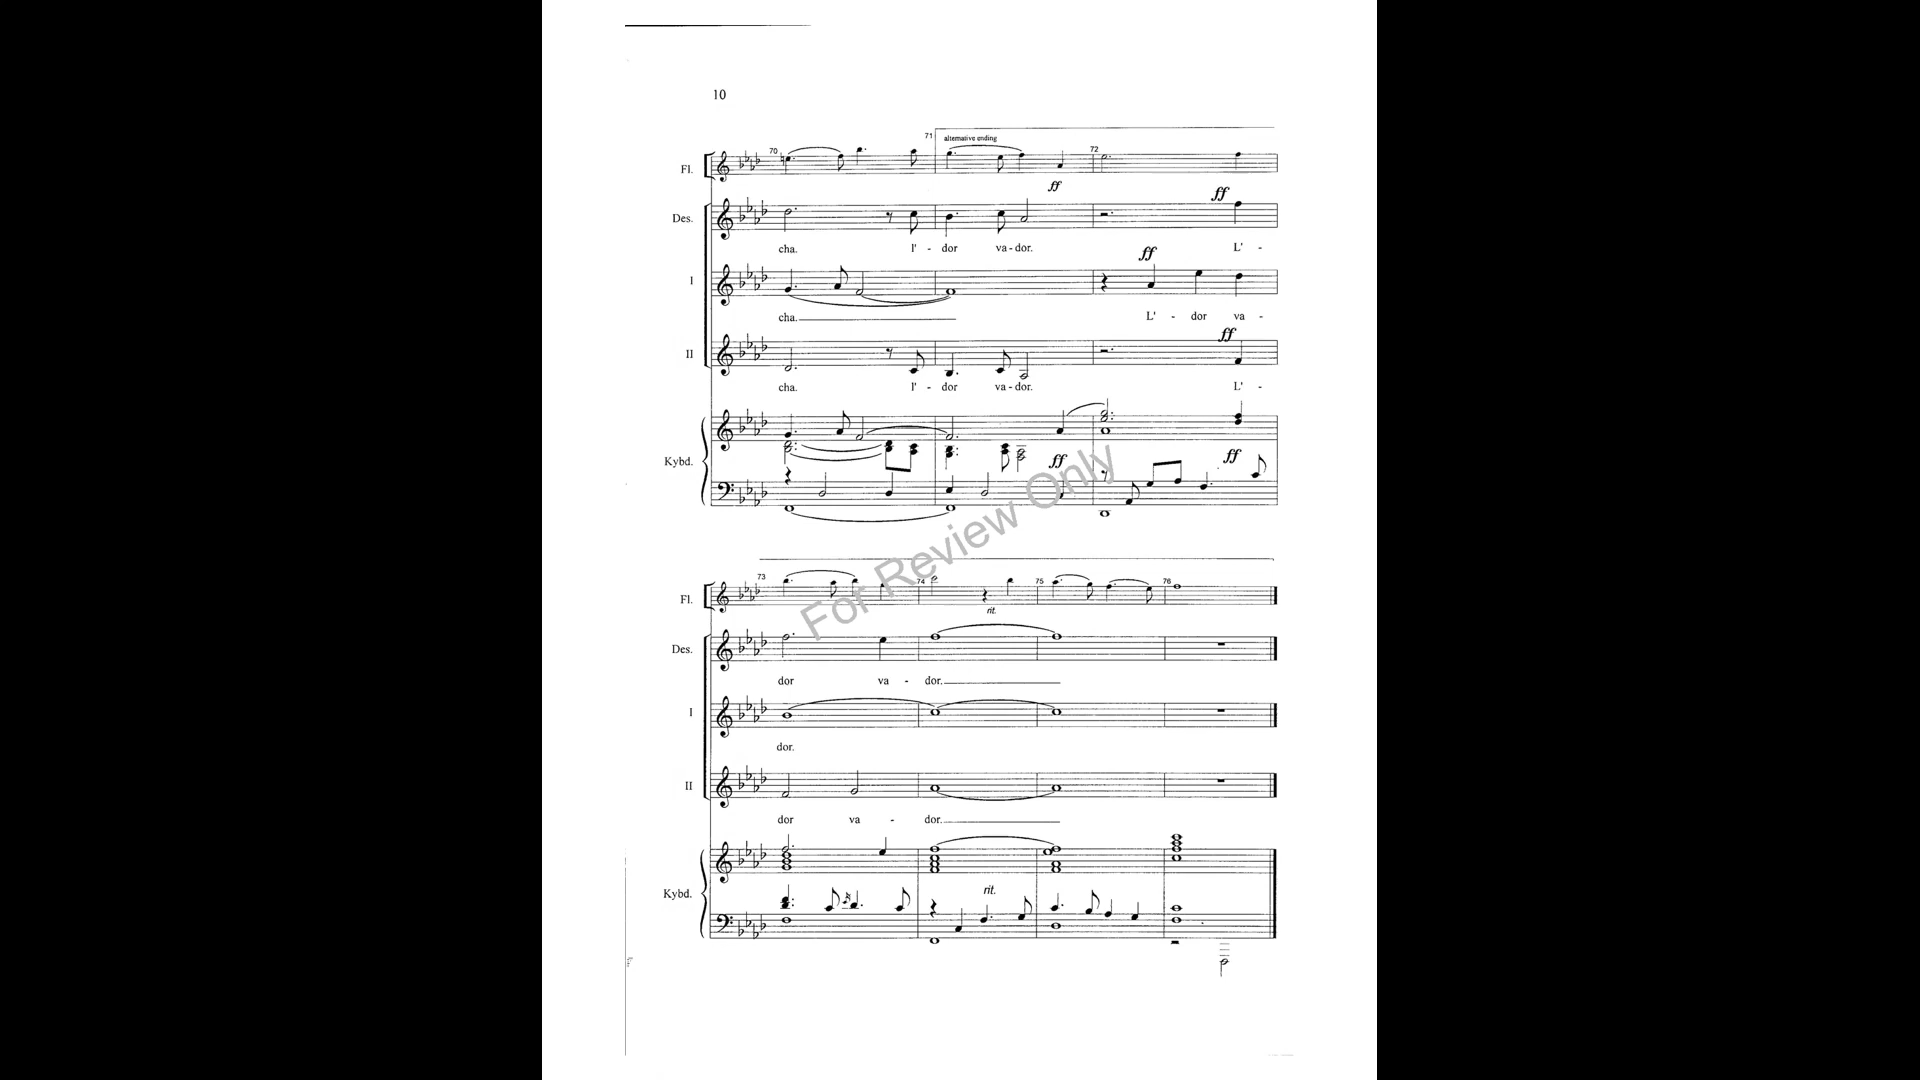 10
70 71 alternative ending 72
Fl.
ff
ff
Des.
cha. l' - dor va - dor. L' -
ff
I
cha. L' - dor va -
ff
II
cha. l' - dor va - dor. L' -
Kybd.
ff ff
For Review Only
73 74 75 76
Fl.
rit.
Des.
dor va - dor.
I
dor.
II
dor va - dor.
rit.
Kybd.